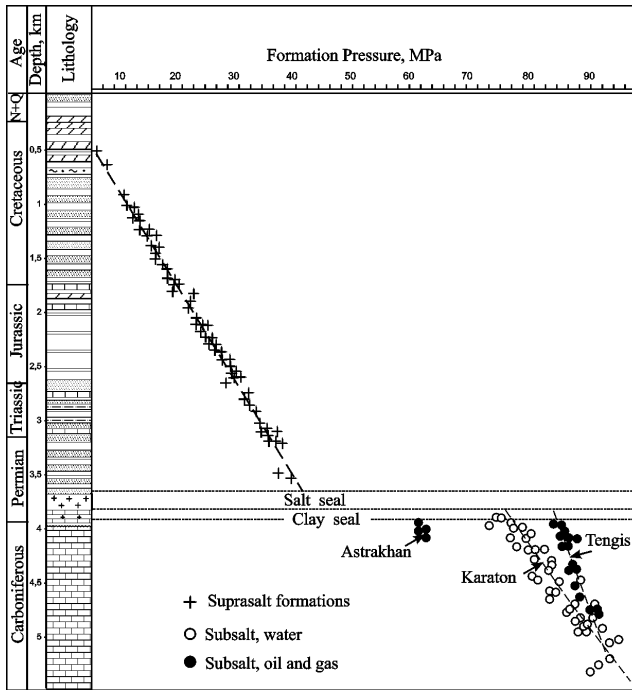 Age
Depth, km
Lithology
Formation Pressure, MPa
10 20 30 40 50 60 70 80 90
N+Q
Cretaceous
Jurassic
Triassic
Permian
Carboniferous
0,5
1
1,5
2
2,5
3
3,5
4
4,5
5
Salt seal
Clay seal
Astrakhan
Tengis
Karaton
Suprasalt formations
Subsalt, water
Subsalt, oil and gas